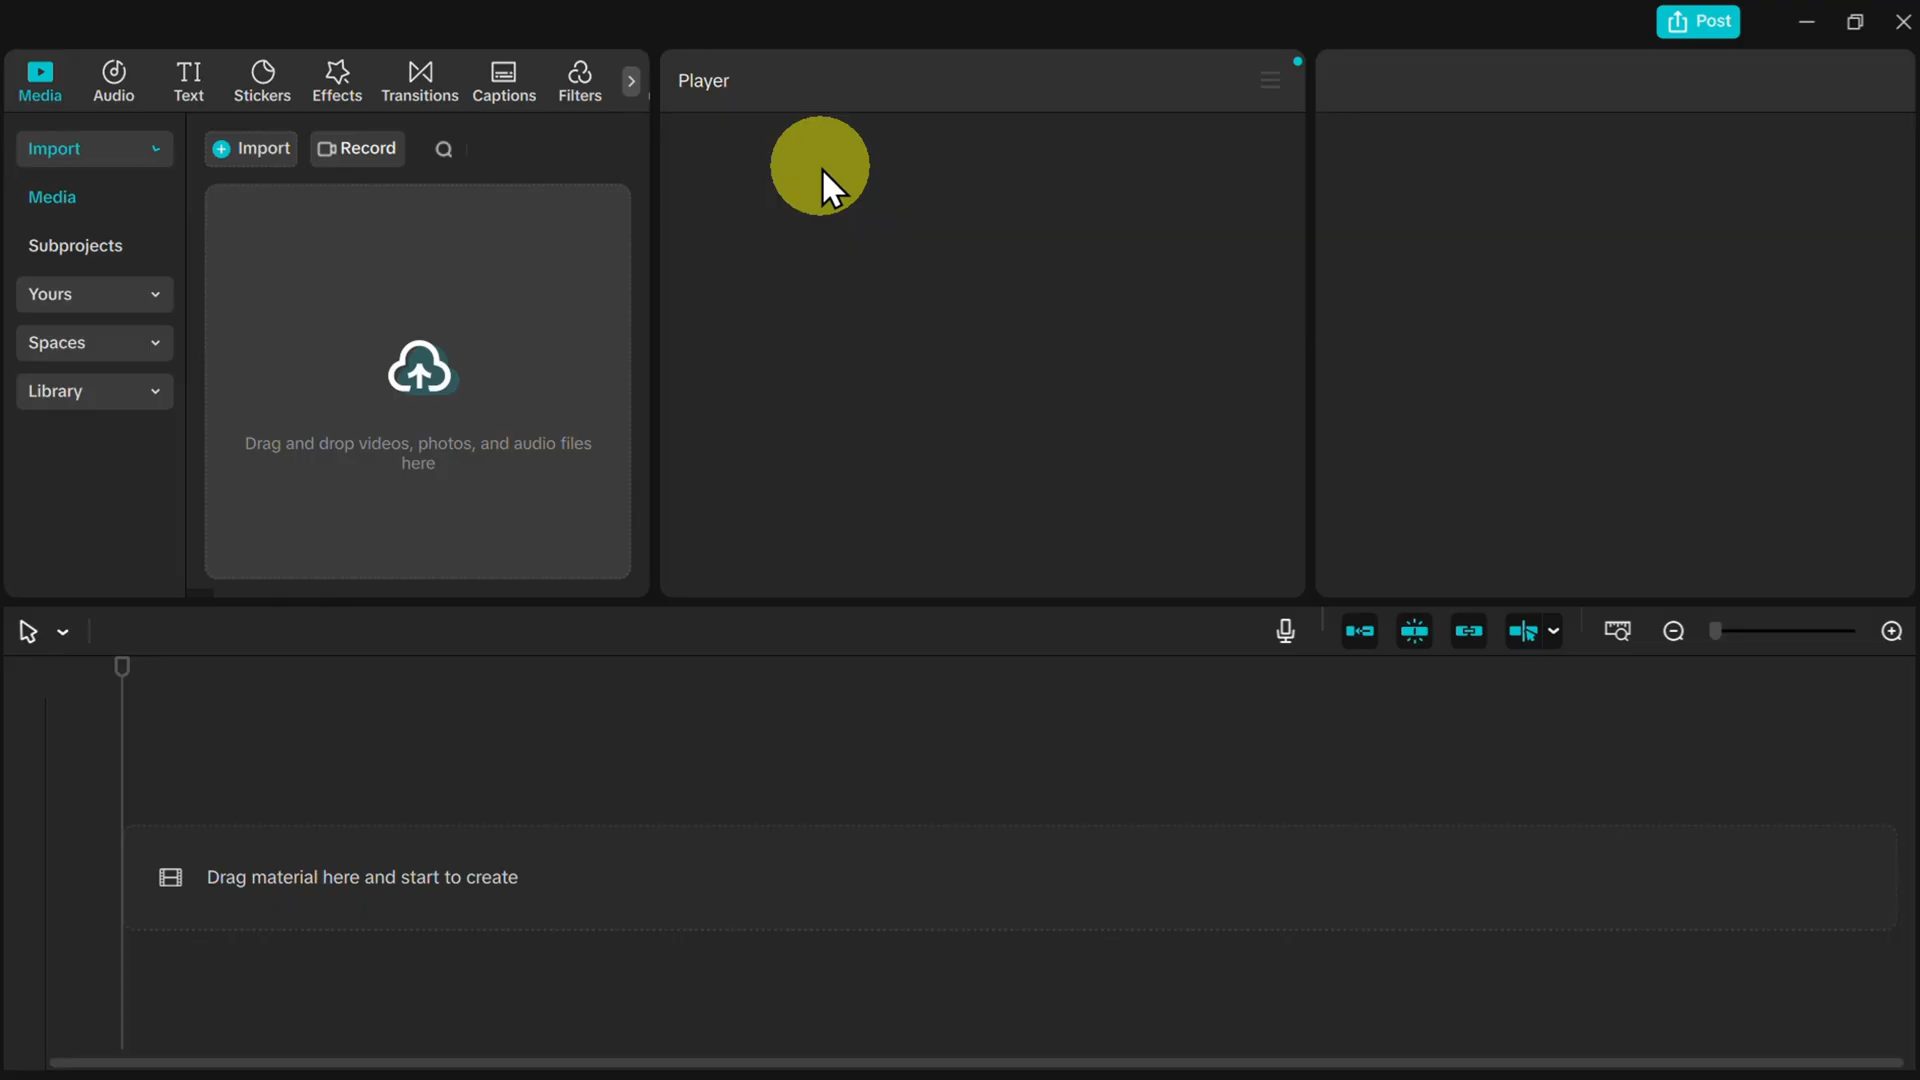 Post
Media
Audio
Text
Stickers
Effects
Transitions
Captions
Filters
Player
Import
Import
Record
Media
Subprojects
Yours
Spaces
Library
Drag and drop videos, photos, and audio files
here
Drag material here and start to create